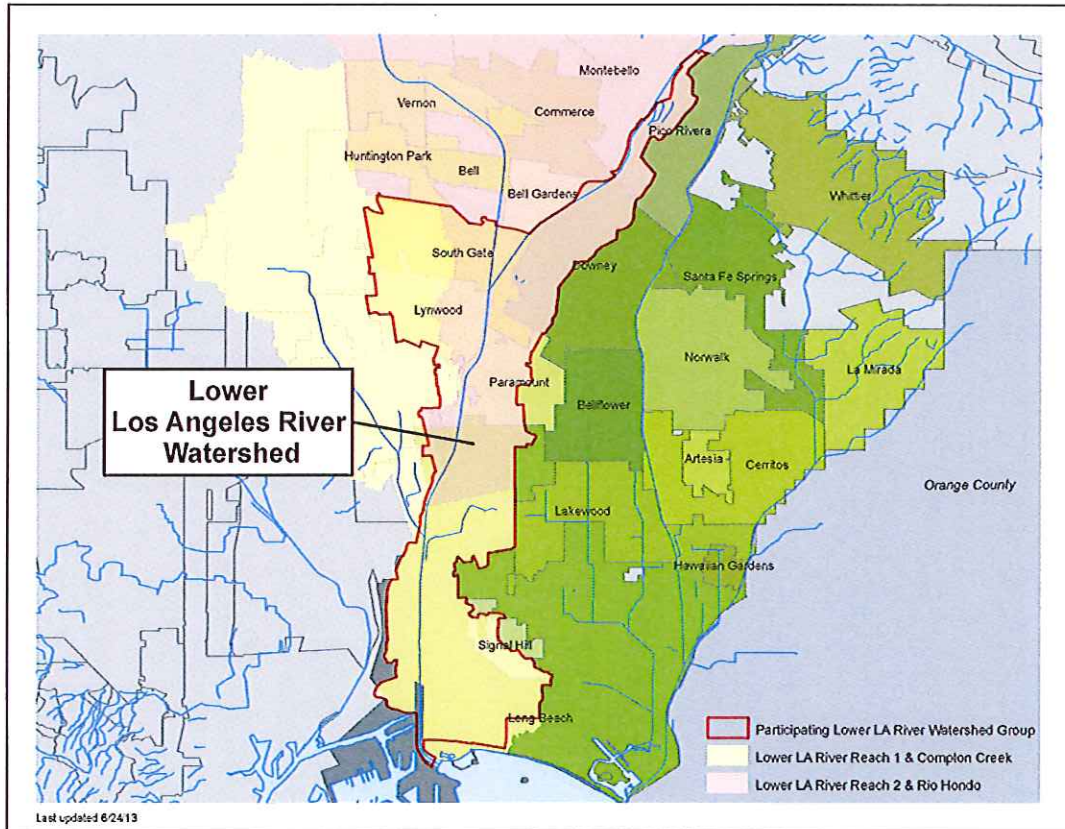 Montebello
Vernon
Commerce
Pico Rivera
Huntington Park
Bell
Bell Gardens
Whittier
South Gate
Downey
Santa Fe Springs
Lynwood
Norwalk
La Mirada
Paramount
Bellflower
Lower
Los Angeles River
Watershed
Artesia
Cerritos
Orange County
Lakewood
Hawaiian Gardens
Signal Hill
Long Beach
Participating Lower LA River Watershed Group
Lower LA River Reach 1 & Compton Creek
Lower LA River Reach 2 & Rio Hondo
Last updated 6/24/13